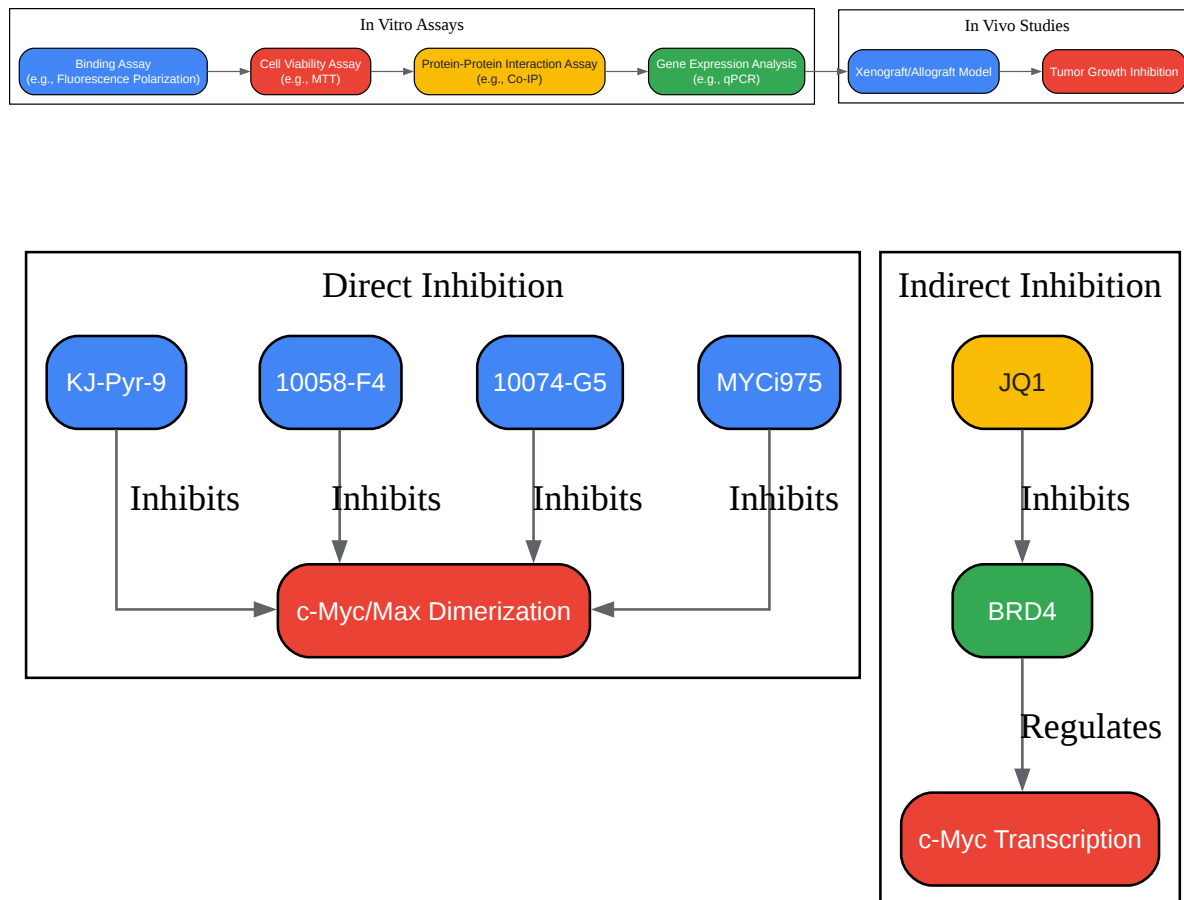 In Vitro Assays
Binding Assay
(e.g., Fluorescence Polarization)
Cell Viability Assay
(e.g., MTT)
Protein-Protein Interaction Assay
(e.g., Co-IP)
Gene Expression Analysis
(e.g., qPCR)
In Vivo Studies
Xenograft/Allograft Model
Tumor Growth Inhibition
Direct Inhibition
KJ-Pyr-9
10058-F4
10074-G5
MYCi975
Inhibits
Inhibits
Inhibits
Inhibits
c-Myc/Max Dimerization
Indirect Inhibition
JQ1
Inhibits
BRD4
Regulates
c-Myc Transcription